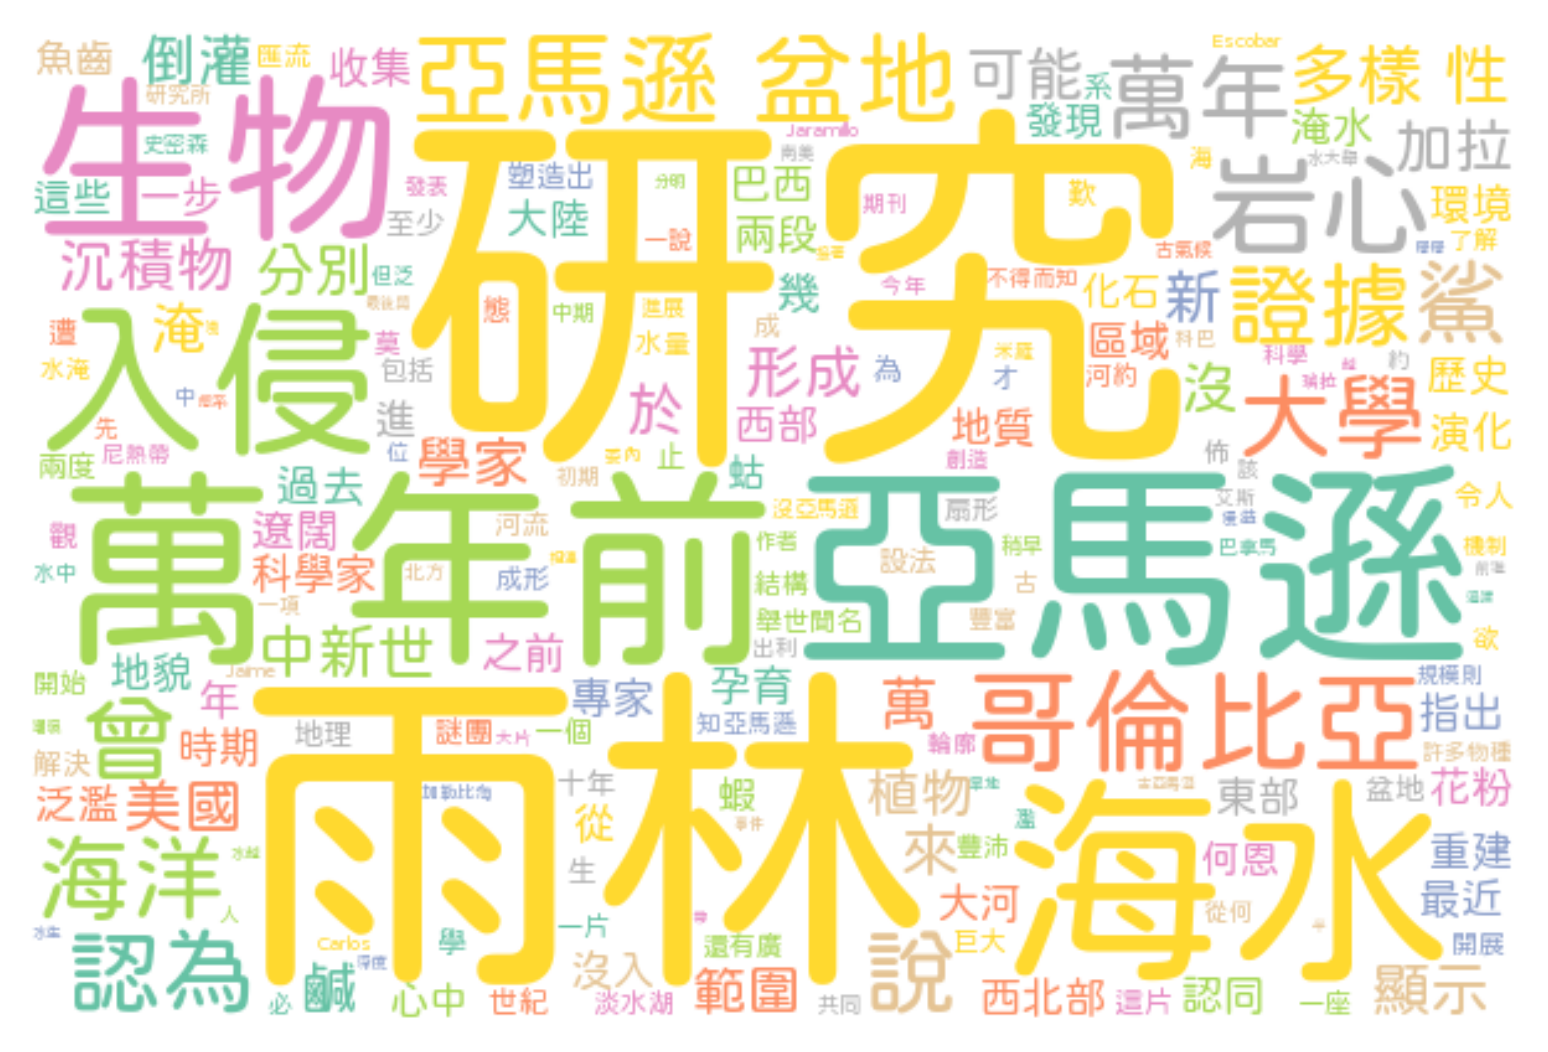 魚齒
倒灌
匯流
收集
亞馬遜 盆地
可能
系
萬年
Escobar
多樣 性
研究所
生物
史密森
這些
一步
發表
至少
研究
塑造出
大陸
分明
一說
Jaramillo
南美
巴西
兩段
期刊
歎
發現
海
淹水
水大舉
加拉
岩心
環境
了解
古氣候
沉積物
分別
但泛
態
中期
進展
水量
幾
成
今年
不得而知
化石
新
證據
鯊
遭
水淹
入侵
淹
莫
包括
中
先
進
位
形成
為
米羅
才
區域
河約
科巴
科學
瑞拉
約
沒
大學
歷史
演化
於
西部
地質
創造
兩度
尼熱帶
過去
學家
初期
止
蛄
佈
該
艾斯
令人
觀
水中
萬年前
遼闊
科學家
一項
北方
河流
成形
沒亞馬遜
作者
結構
舉世聞名
出利
亞馬遜
扇形
設法
稍早
古
豐富
巴拿馬
機制
欲
中新世
之前
開始
地貌
年
Jaime
雨林
專家
孕育
知亞馬遜
萬
哥倫比亞
規模則
指出
許多物種
曾
時期
地理
謎團
大片
一個
輪廓
解決
泛濫
美國
加勒比海
十年
從
蝦
事件
植物
來
豐沛
濫
東部
盆地
花粉
海洋
人
生
海水
何恩
重建
最近
大河
從何
認為
Carlos
學
一片
還有廣
說
巨大
開展
必
鹹
心中
世紀
沒入
淡水湖
範圍
共同
西北部
這片
認同
一座
顯示